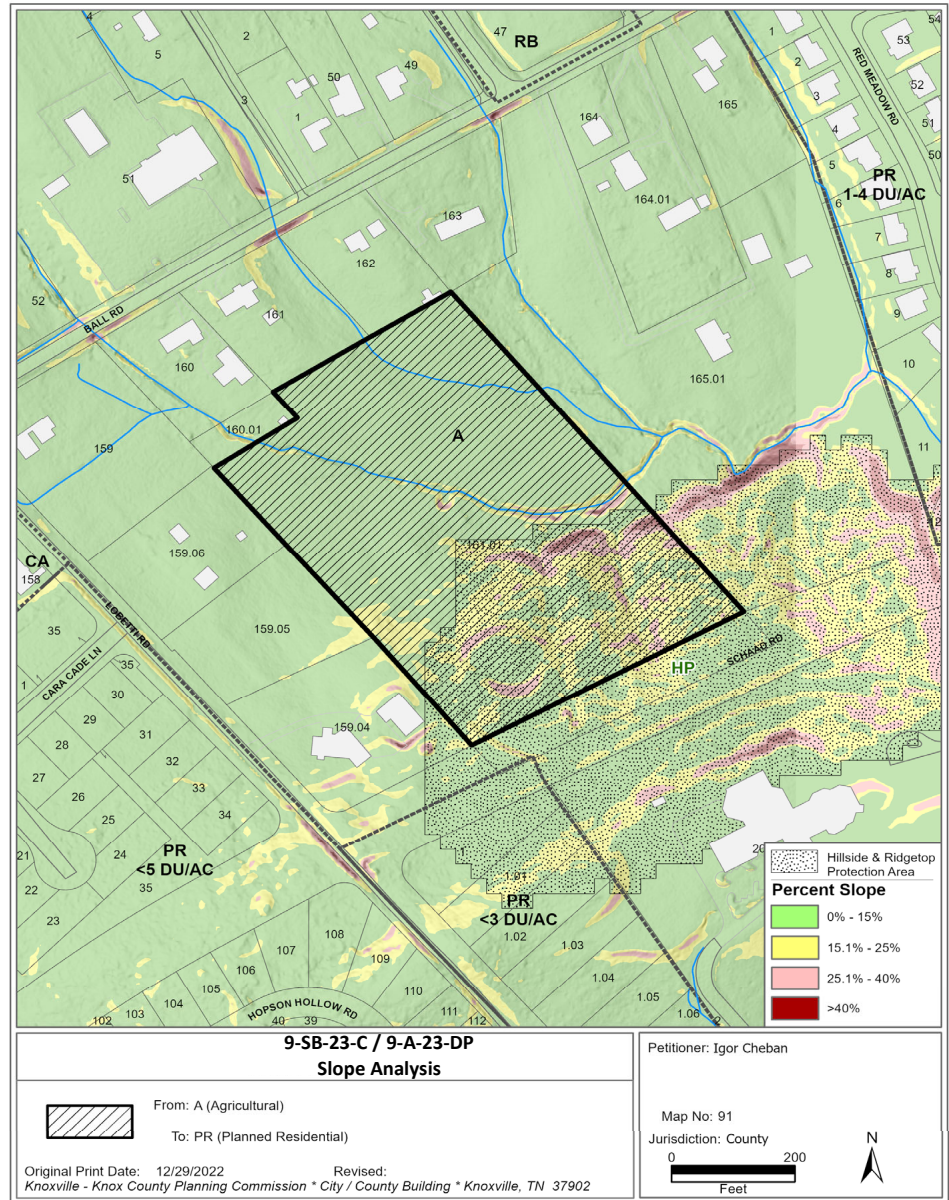 4
5
2
47
RB
54
53
52
51
50
RED MEADOW RD
49
50
3
1
1
2
3
4
5
6
7
8
9
10
11
164
165
PR
1-4 DU/AC
51
164.01
163
162
52
BALL RD
161
160
165.01
160.01
A
159
159.06
CA
158
LOBETTI RD
35
CARA CADE LN
1
159.05
HP
SCHAAD RD
35
30
29
31
28
159.04
32
27
33
26
34
25
21
24
PR
<5 DU/AC
35
22
23
1
1.01
PR
<3 DU/AC
1.02
1.03
1.04
1.05
1.06
108
107
109
106
105
110
104
103
102
HOPSON HOLLOW RD
40
39
111
112
Hillside & Ridgetop
Protection Area
Percent Slope
0% - 15%
15.1% - 25%
25.1% - 40%
>40%
9-SB-23-C / 9-A-23-DP
Slope Analysis
From: A (Agricultural)
To: PR (Planned Residential)
Original Print Date: 12/29/2022 Revised:
Knoxville - Knox County Planning Commission * City / County Building * Knoxville, TN 37902
Petitioner: Igor Cheban
Map No: 91
Jurisdiction: County
0 200
Feet
N